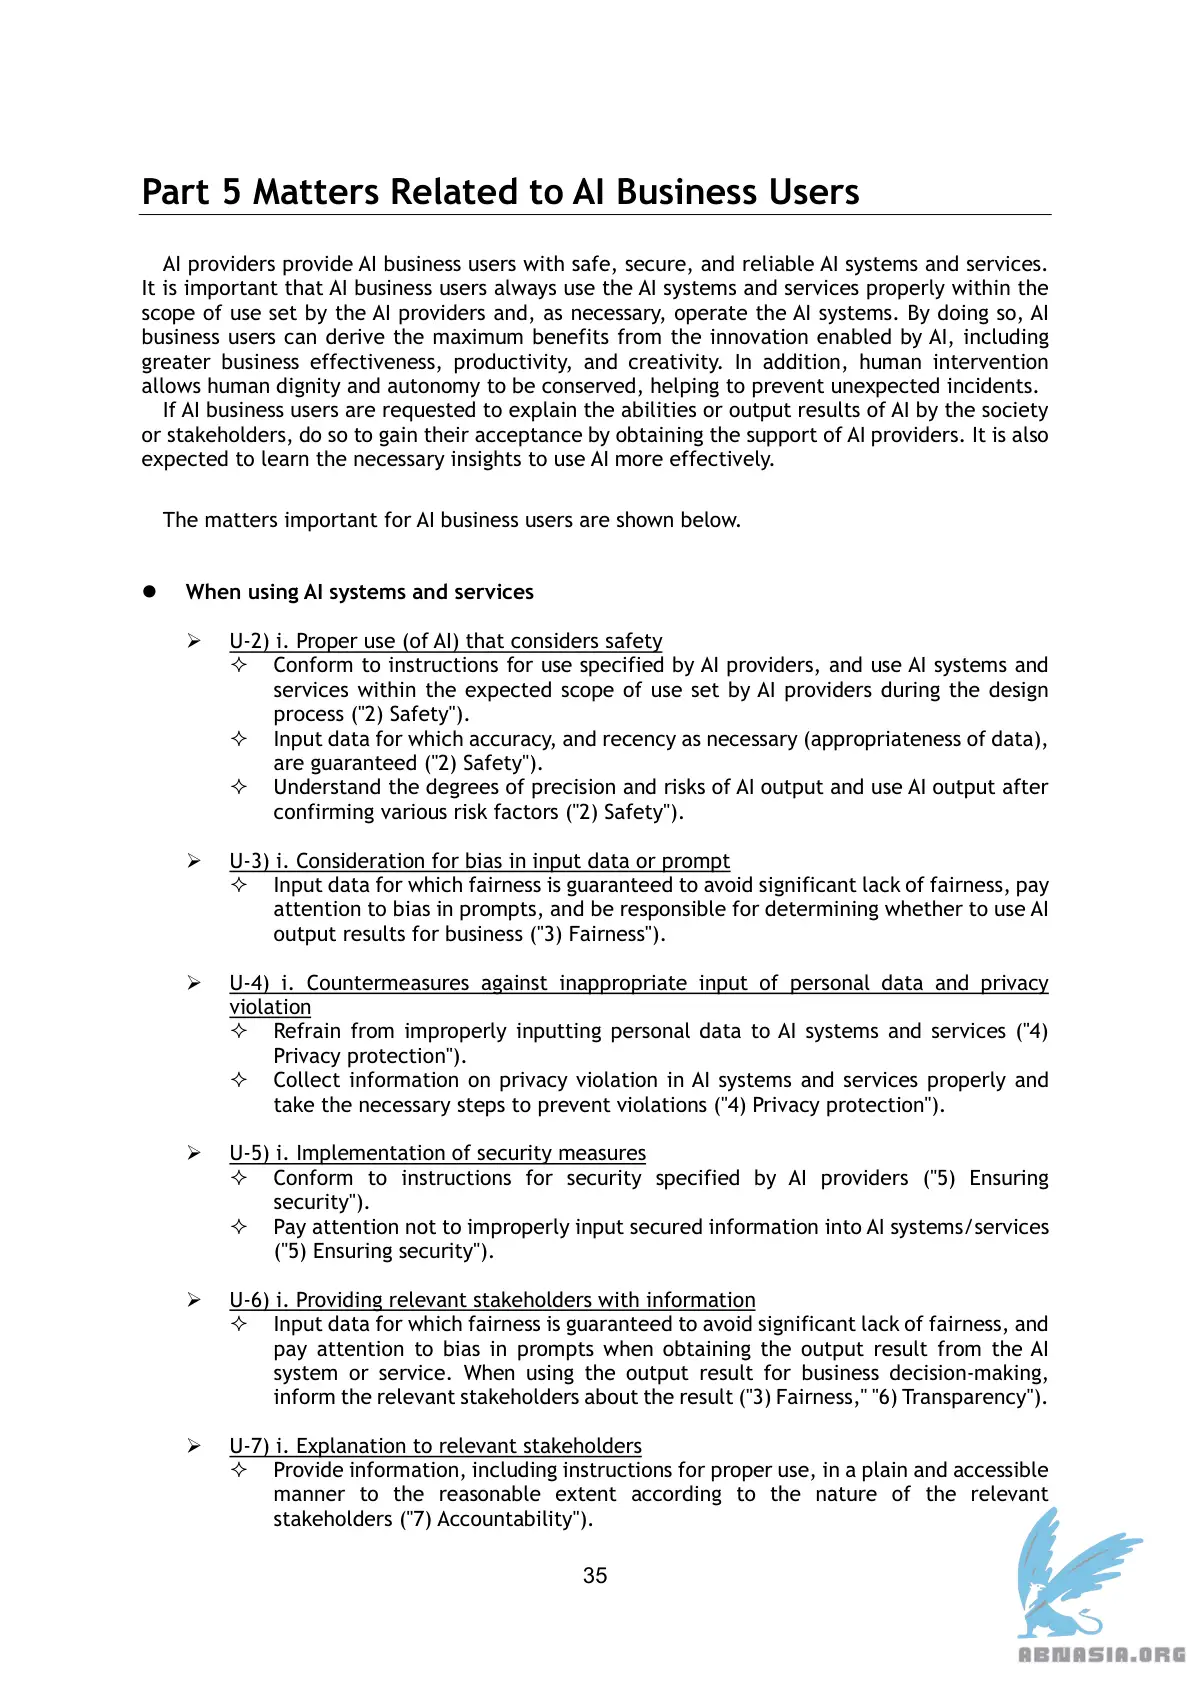 Part 5 Matters Related to AI Business Users
AI providers provide AI business users with safe, secure, and reliable AI systems and services.
It is important that AI business users always use the AI systems and services properly within the
scope of use set by the AI providers and, as necessary, operate the AI systems. By doing so, AI
business users can derive the maximum benefits from the innovation enabled by AI, including
greater business effectiveness, productivity, and creativity. In addition, human intervention
allows human dignity and autonomy to be conserved, helping to prevent unexpected incidents.
If AI business users are requested to explain the abilities or output results of AI by the society
or stakeholders, do so to gain their acceptance by obtaining the support of AI providers. It is also
expected to learn the necessary insights to use AI more effectively.
The matters important for AI business users are shown below.
● When using AI systems and services
➢ U-2) i. Proper use (of AI) that considers safety
✧ Conform to instructions for use specified by AI providers, and use AI systems and
services within the expected scope of use set by AI providers during the design
process ("2) Safety").
✧ Input data for which accuracy, and recency as necessary (appropriateness of data),
are guaranteed ("2) Safety").
✧ Understand the degrees of precision and risks of AI output and use AI output after
confirming various risk factors ("2) Safety").
➢ U-3) i. Consideration for bias in input data or prompt
✧ Input data for which fairness is guaranteed to avoid significant lack of fairness, pay
attention to bias in prompts, and be responsible for determining whether to use AI
output results for business ("3) Fairness").
➢ U-4) i. Countermeasures against inappropriate input of personal data and privacy
violation
✧ Refrain from improperly inputting personal data to AI systems and services ("4)
Privacy protection").
✧ Collect information on privacy violation in AI systems and services properly and
take the necessary steps to prevent violations ("4) Privacy protection").
➢ U-5) i. Implementation of security measures
✧ Conform to instructions for security specified by AI providers ("5) Ensuring
security").
✧ Pay attention not to improperly input secured information into AI systems/services
("5) Ensuring security").
➢ U-6) i. Providing relevant stakeholders with information
✧ Input data for which fairness is guaranteed to avoid significant lack of fairness, and
pay attention to bias in prompts when obtaining the output result from the AI
system or service. When using the output result for business decision-making,
inform the relevant stakeholders about the result ("3) Fairness," "6) Transparency").
➢ U-7) i. Explanation to relevant stakeholders
✧ Provide information, including instructions for proper use, in a plain and accessible
manner to the reasonable extent according to the nature of the relevant
stakeholders ("7) Accountability").
35
ABNASIA.ORG